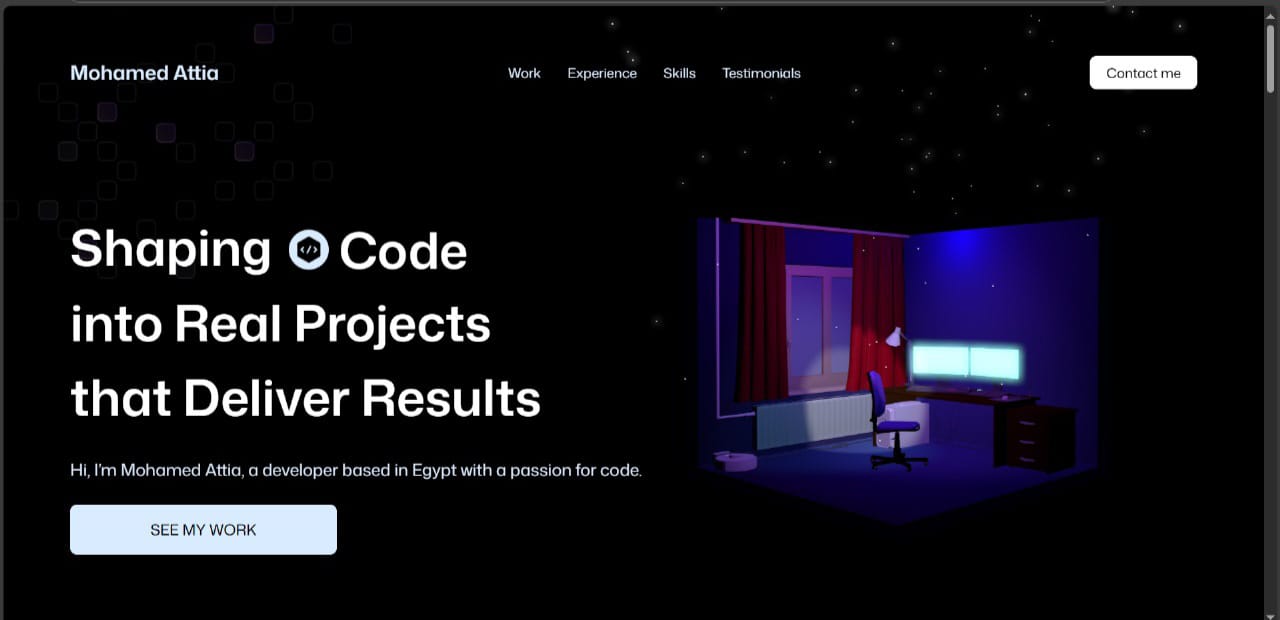 Mohamed Attia
Work Experience Skills Testimonials
Contact me
Shaping </> Code
into Real Projects
that Deliver Results
Hi, I'm Mohamed Attia, a developer based in Egypt with a passion for code.
SEE MY WORK